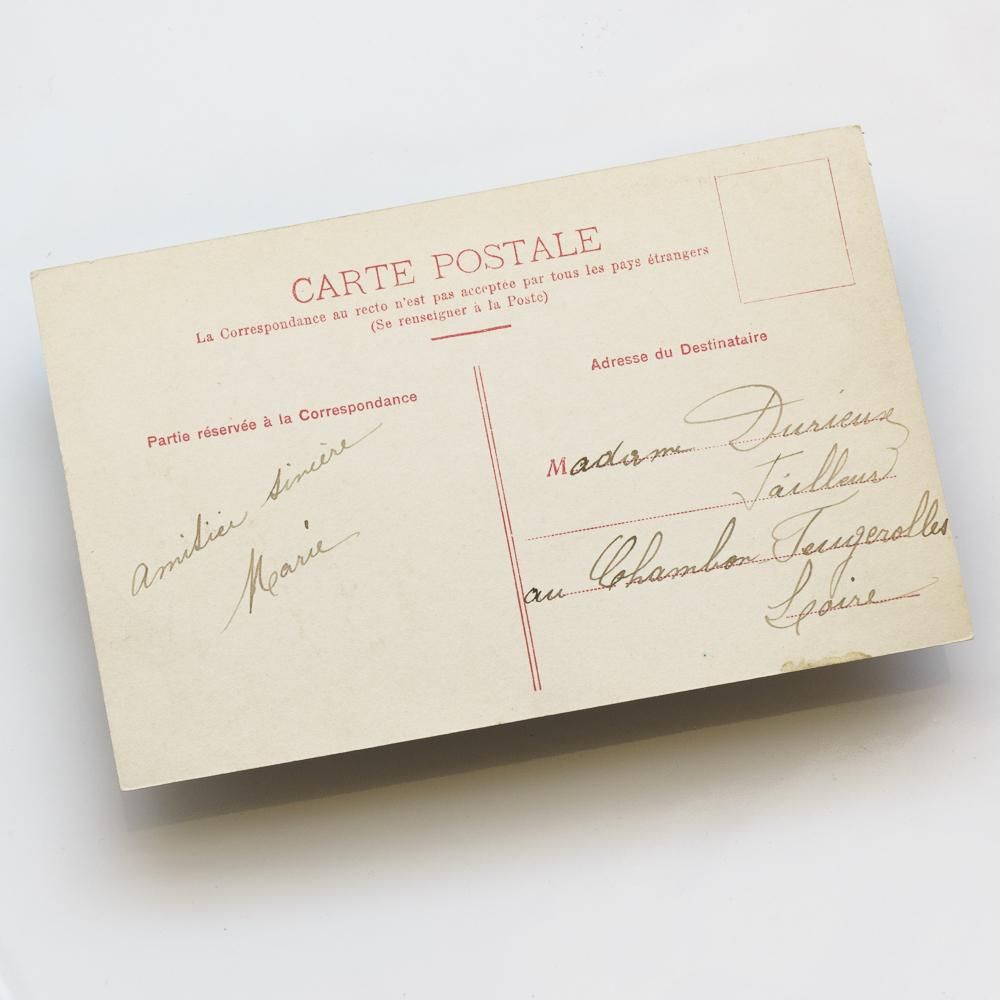 CARTE POSTALE
La Correspondance au recto n'est pas acceptée par tous les pays étrangers
(Se renseigner à la Poste)
Partie réservée à la Correspondance
amitier sincère
Marie
Adresse du Destinataire
Madame Durieux
Tailleur
au Chambon Feugerolles
Loire